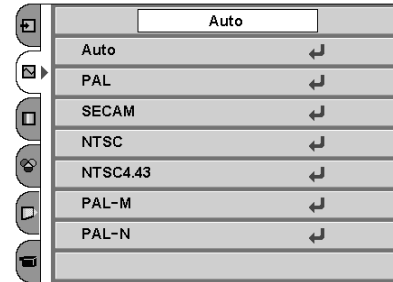 Auto
Auto
PAL
SECAM
NTSC
NTSC4.43
PAL-M
PAL-N